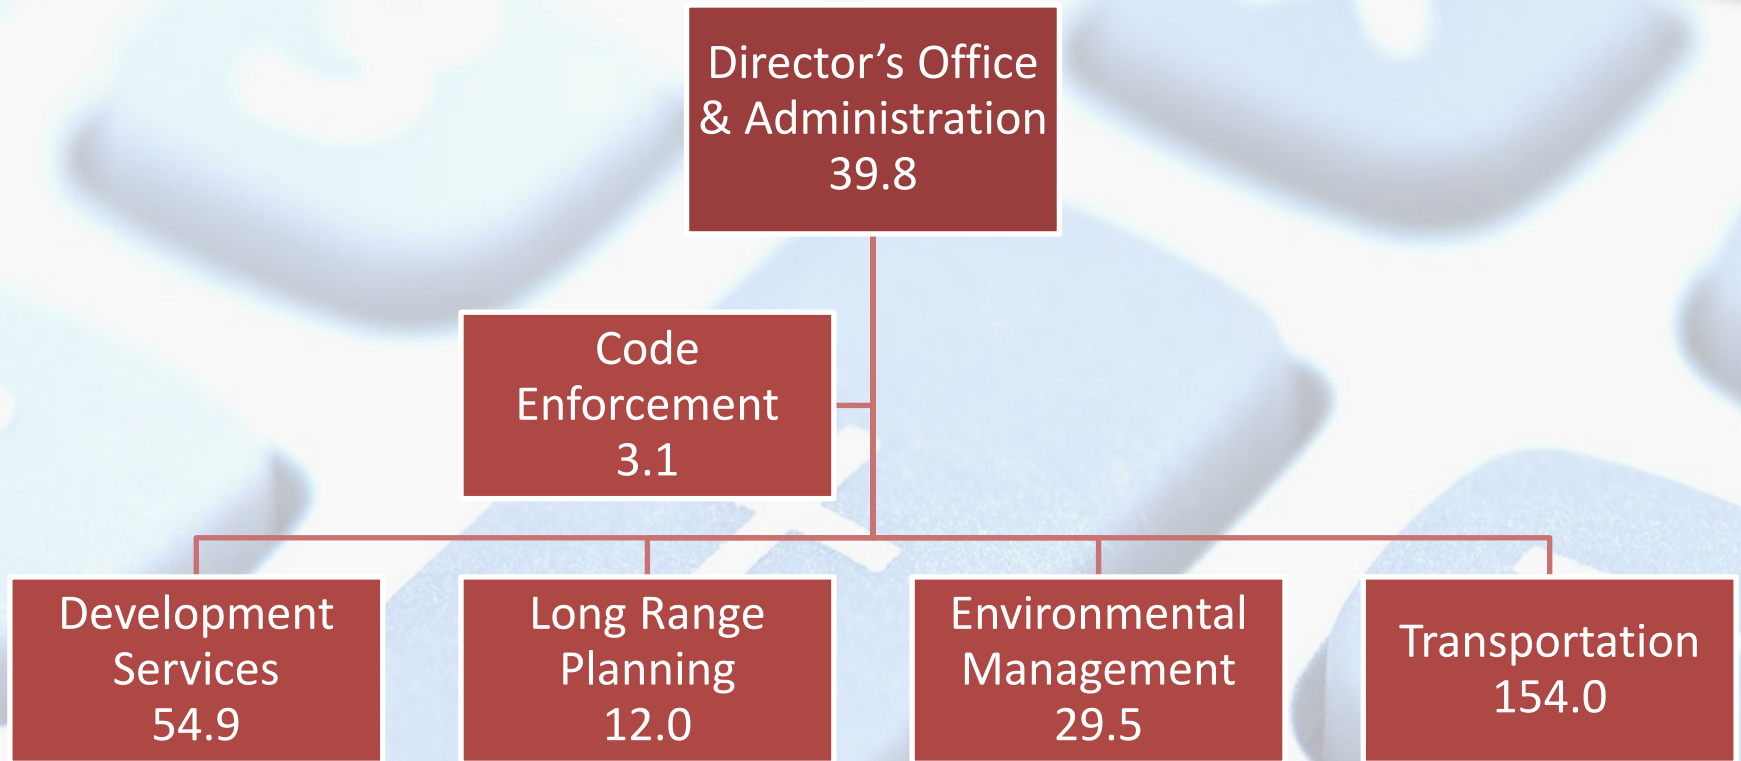 Director’s Office
& Administration
39.8
Code
Enforcement
3.1
Development
Services
54.9
Long Range
Planning
12.0
Environmental
Management
29.5
Transportation
154.0